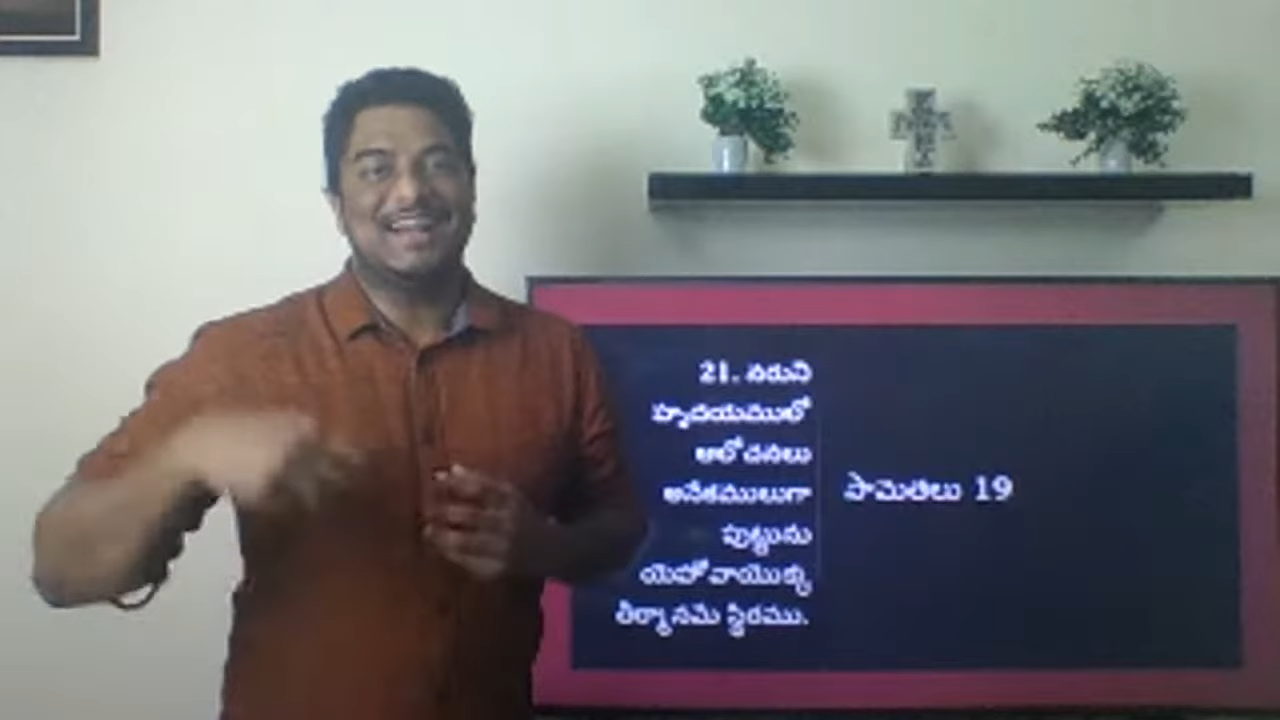 21. నరుని
హృదయములో
ఆలోచనలు
అనేకములుగా
పుట్టును
యెహోవాయొక్క
తీర్మానమే స్థిరము.
సామెతలు 19